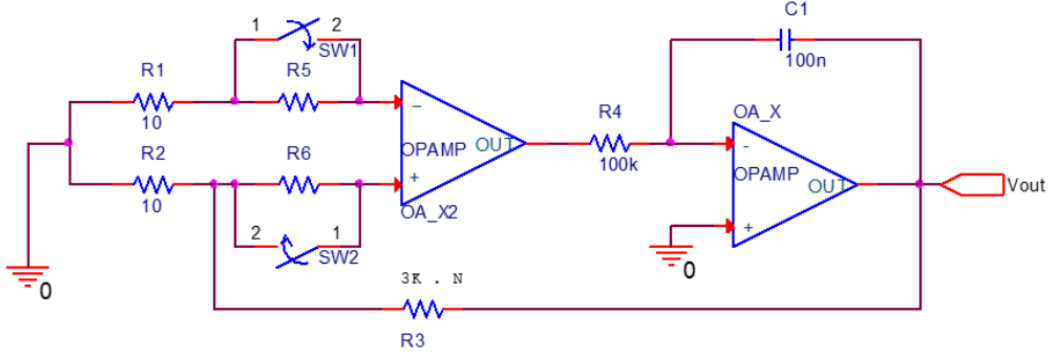 C1
100n
1 2
SW1
R1
R5
10
−
OPAMP
OUT
+
OA_X2
R2
R6
10
2 1
SW2
R4
100k
OA_X
-
OPAMP
OUT
+
Vout
0
0
3K . N
R3